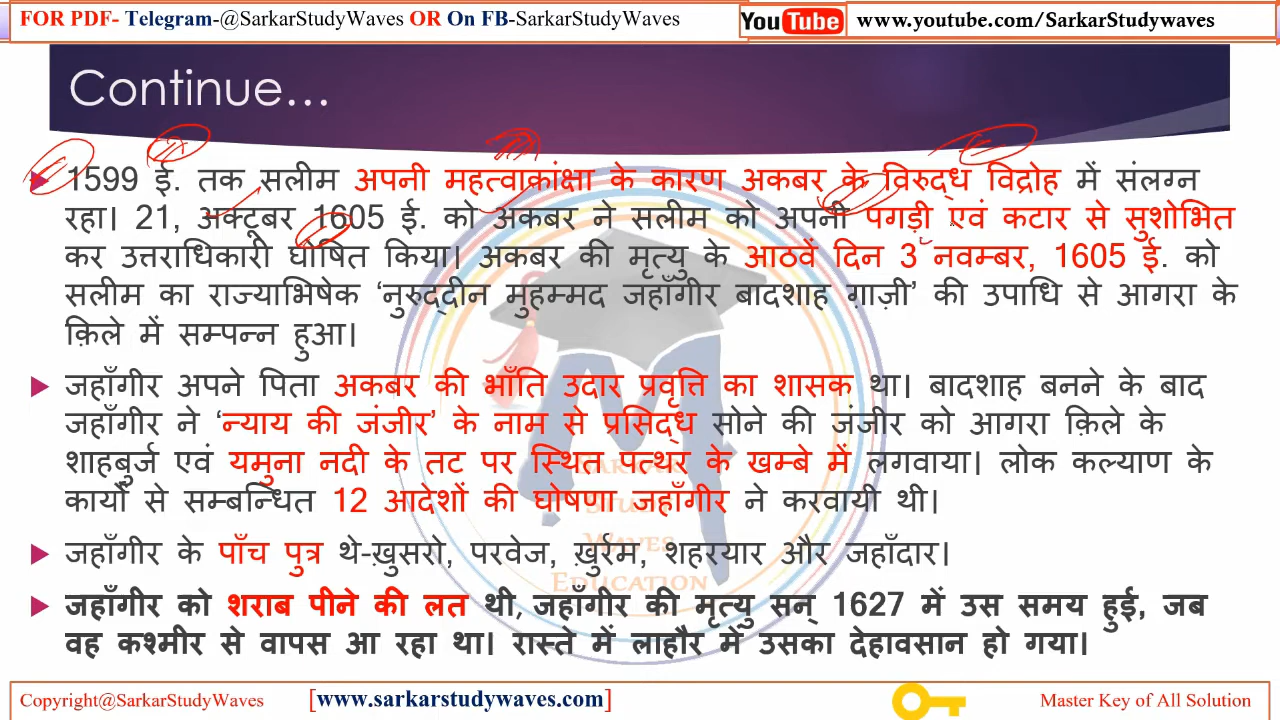 FOR PDF- Telegram-@SarkarStudyWaves OR On FB-SarkarStudyWaves
YouTube
www.youtube.com/SarkarStudywaves
Continue...
1599 ई. तक सलीम अपनी महत्वाकांक्षा के कारण अकबर के विरुद्ध विद्रोह में संलग्न
रहा। 21, अक्टूबर 1605 ई. को अकबर ने सलीम को अपनी पगड़ी एवं कटार से सुशोभित
कर उत्तराधिकारी घोषित किया। अकबर की मृत्यु के आठवें दिन 3 नवम्बर, 1605 ई. को
सलीम का राज्याभिषेक ‘नुरुद्दीन मुहम्मद जहाँगीर बादशाह ग़ाज़ी’ की उपाधि से आगरा के
क़िले में सम्पन्न हुआ।
जहाँगीर अपने पिता अकबर की भाँति उदार प्रवृत्ति का शासक था। बादशाह बनने के बाद
जहाँगीर ने ‘न्याय की जंजीर’ के नाम से प्रसिद्ध सोने की जंजीर को आगरा क़िले के
शाहबुर्ज एवं यमुना नदी के तट पर स्थित पत्थर के खम्बे में लगवाया। लोक कल्याण के
कार्यों से सम्बन्धित 12 आदेशों की घोषणा जहाँगीर ने करवायी थी।
जहाँगीर के पाँच पुत्र थे-ख़ुसरो, परवेज, ख़ुर्रम, शहरयार और जहाँदार।
जहाँगीर को शराब पीने की लत थी, जहाँगीर की मृत्यु सन् 1627 में उस समय हुई, जब
वह कश्मीर से वापस आ रहा था। रास्ते में लाहौर में उसका देहावसान हो गया।
SARKAR
STUDY
WAVES
EDUCATION
Copyright@SarkarStudyWaves
[www.sarkarstudywaves.com]
Master Key of All Solution